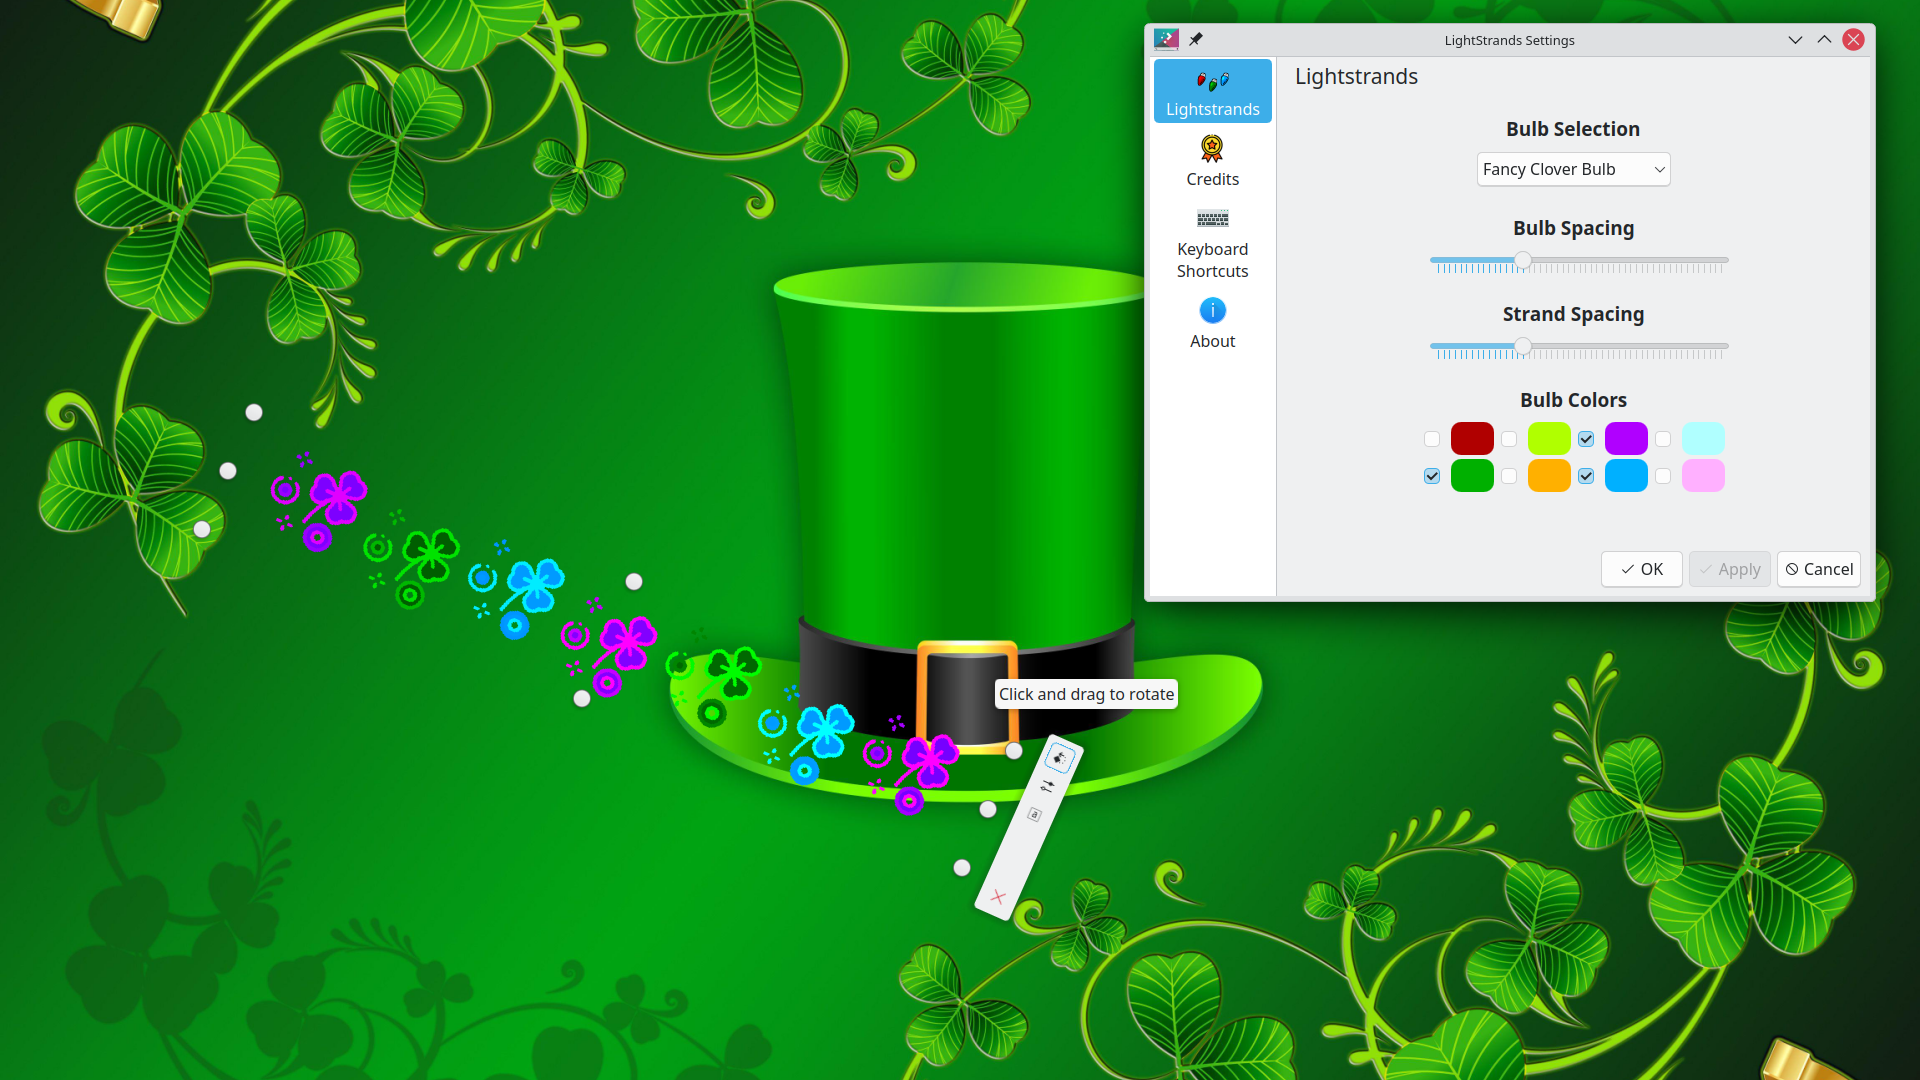 LightStrands Settings
Lightstrands
Credits
Keyboard
Shortcuts
About
Lightstrands
Bulb Selection
Fancy Clover Bulb
Bulb Spacing
Strand Spacing
Bulb Colors
OK
Apply
Cancel
Click and drag to rotate
a